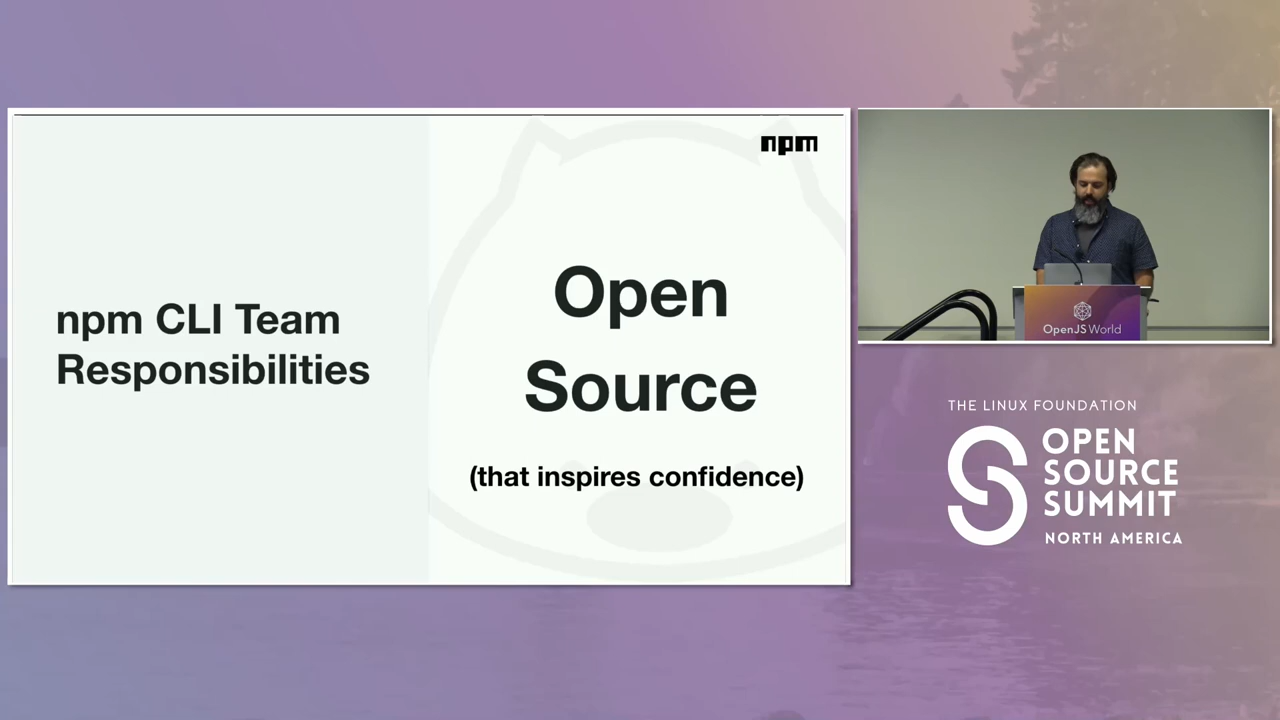 npm
npm CLI Team
Responsibilities
Open
Source
(that inspires confidence)
OpenJS World
THE LINUX FOUNDATION
OPEN
SOURCE
SUMMIT
NORTH AMERICA